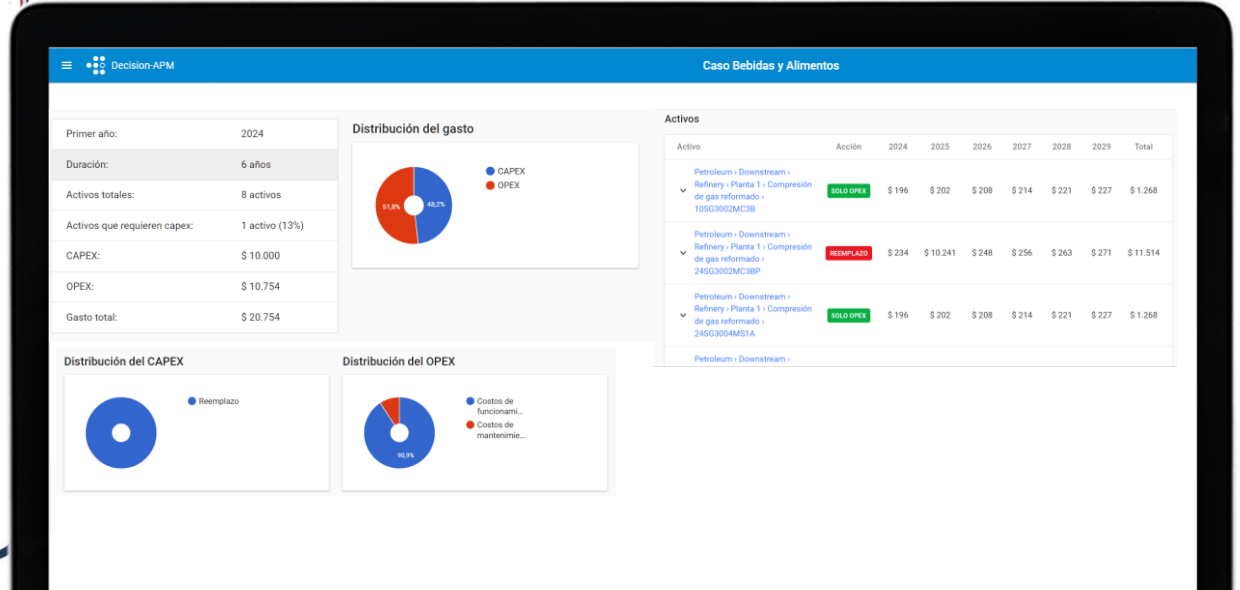 Decision-APM
Caso Bebidas y Alimentos
Primer año: 2024
Duración: 6 años
Activos totales: 8 activos
Activos que requieren capex: 1 activo (13%)
CAPEX: $ 10.000
OPEX: $ 10.754
Gasto total: $ 20.754
Distribución del gasto
51,8%
48,2%
CAPEX
OPEX
Activos
Activo Acción 2024 2025 2026 2027 2028 2029 Total
Petroleum › Downstream ›
Refinery › Planta 1 › Compresión
de gas reformado ›
10SG3002MC3B
SOLO OPEX $ 196 $ 202 $ 208 $ 214 $ 221 $ 227 $ 1.268
Petroleum › Downstream ›
Refinery › Planta 1 › Compresión
de gas reformado ›
24SG3002MC3BP
REEMPLAZO $ 234 $ 10.241 $ 248 $ 256 $ 263 $ 271 $ 11.514
Petroleum › Downstream ›
Refinery › Planta 1 › Compresión
de gas reformado ›
24SG3004MS1A
SOLO OPEX $ 196 $ 202 $ 208 $ 214 $ 221 $ 227 $ 1.268
Petroleum › Downstream ›
Distribución del CAPEX
Reemplazo
Distribución del OPEX
90,9%
Costos de
funcionami...
Costos de
mantenimie...